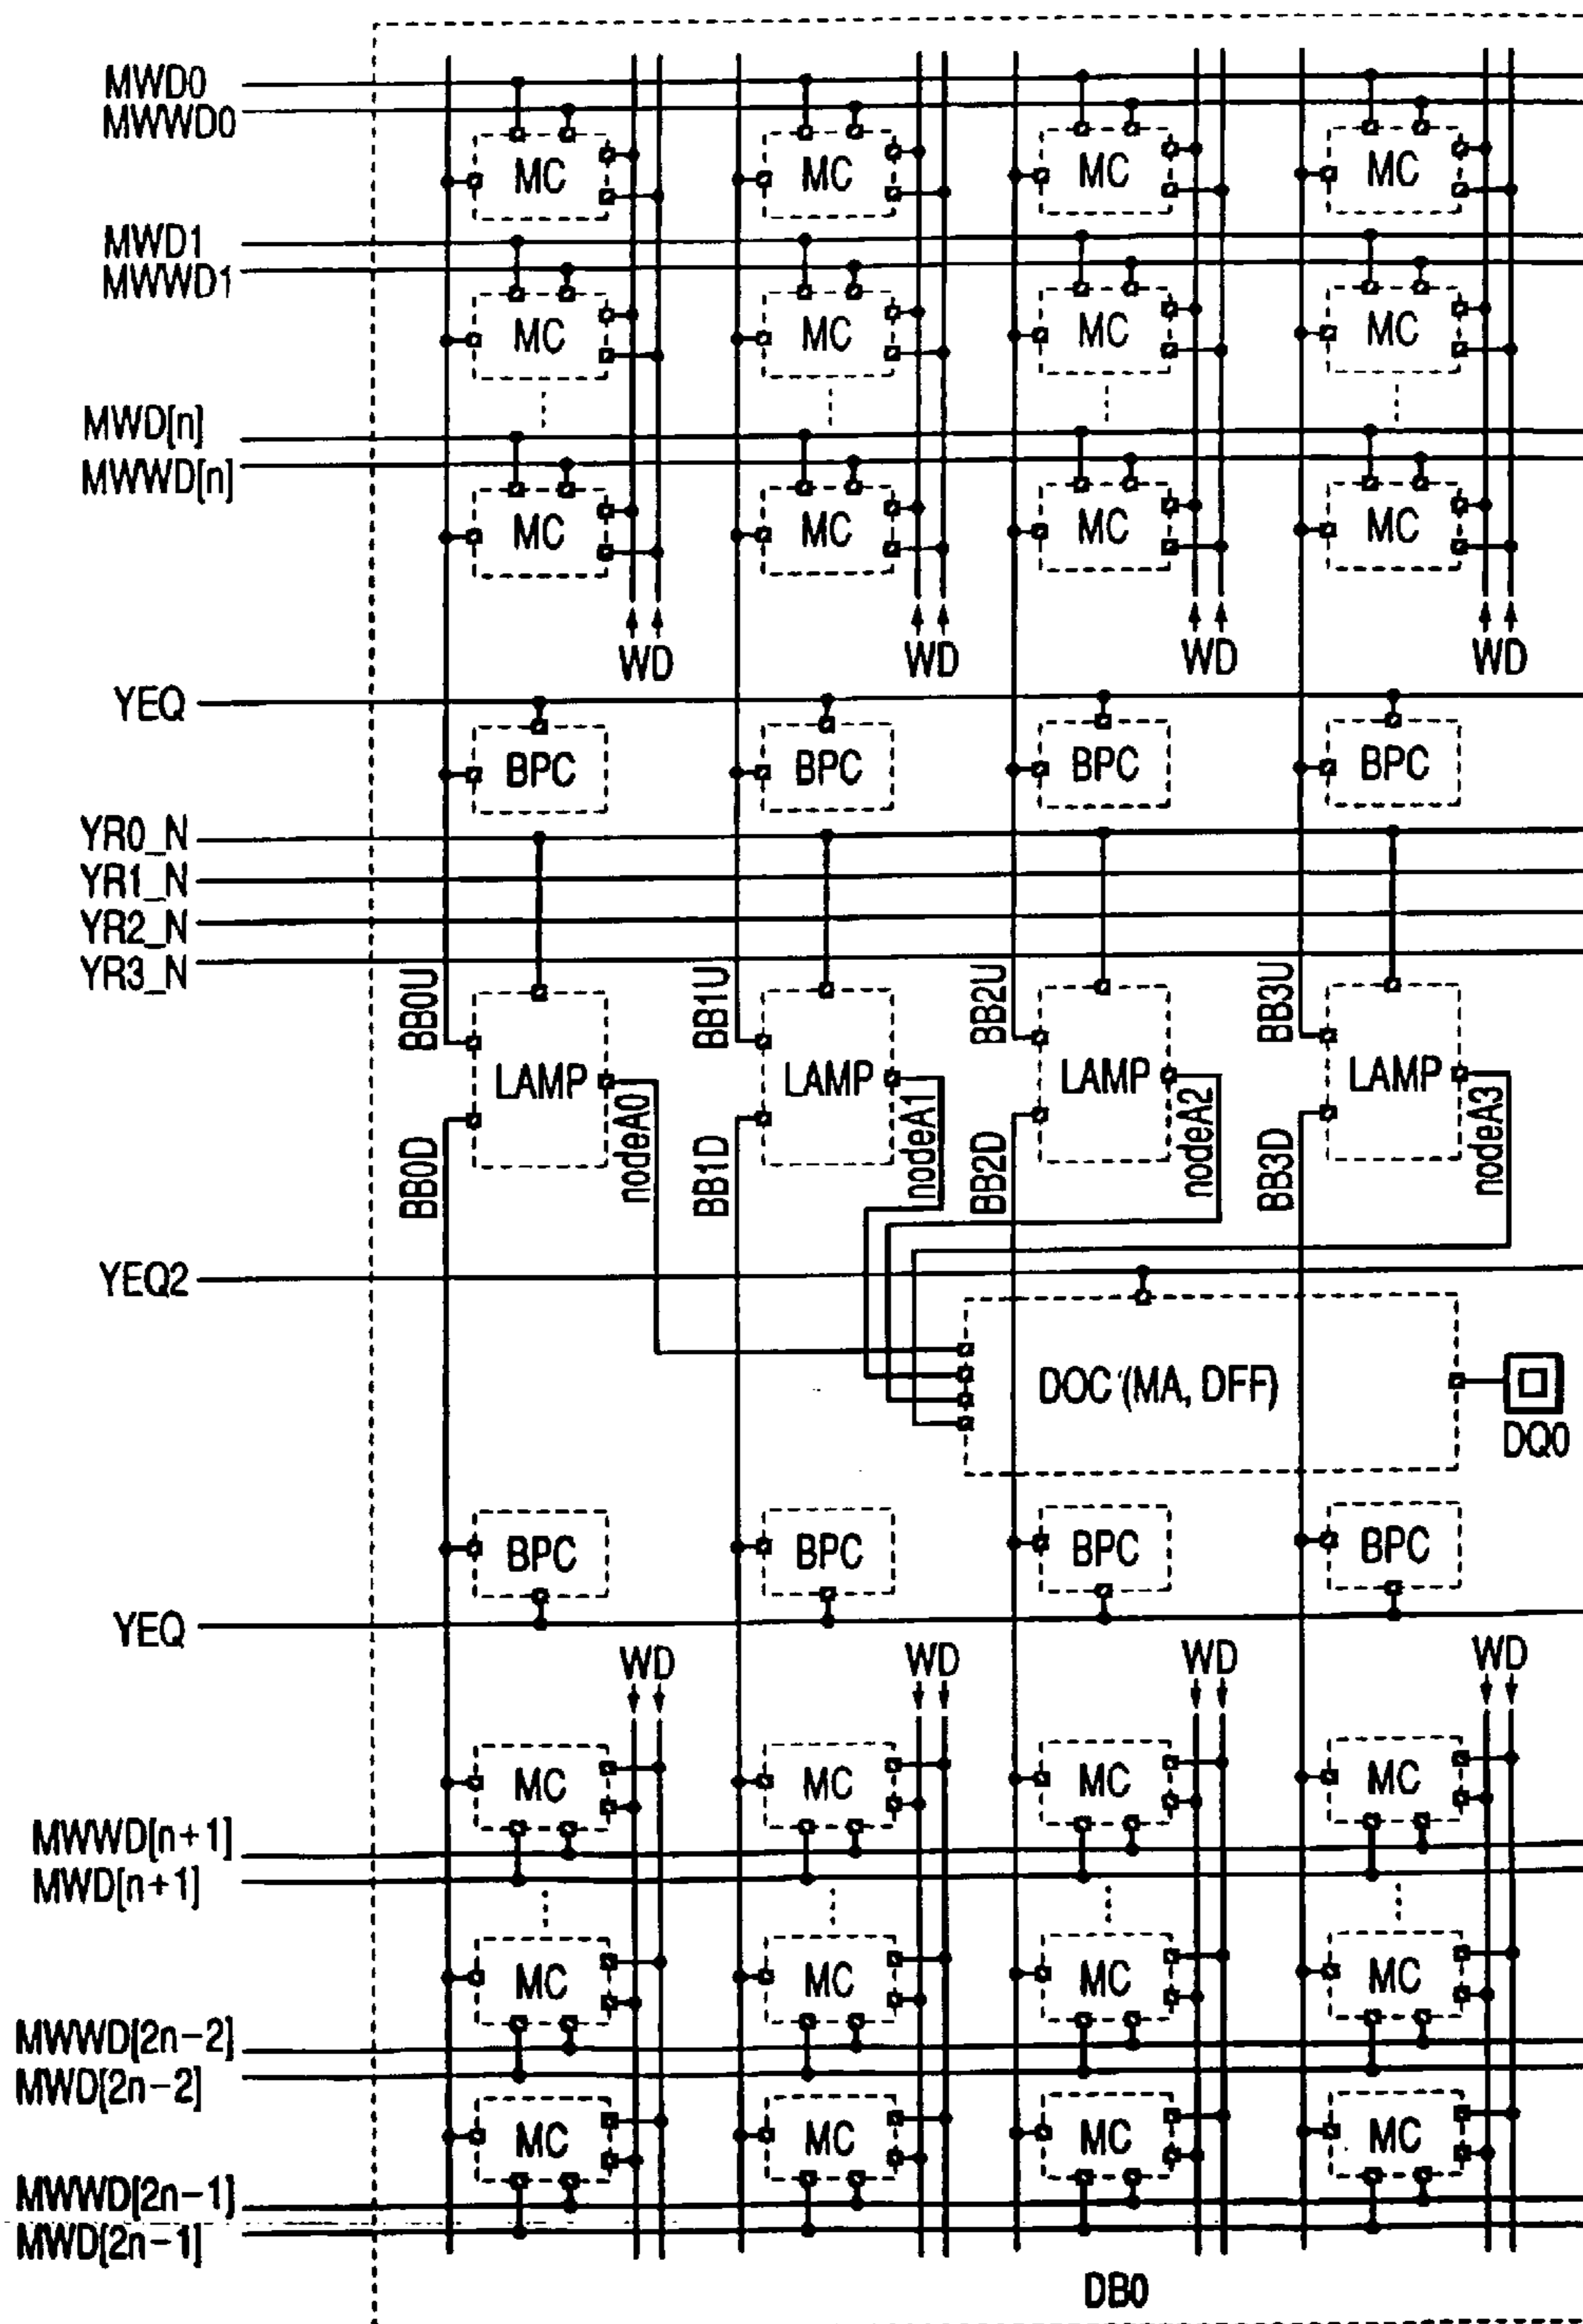 MWD0
MWWD0
MC MC MC MC
MWD1
MWWD1
MC MC MC MC
MWD[n]
MWWD[n]
MC MC MC MC
WD WD WD WD
YEQ
BPC BPC BPC BPC
YR0_N
YR1_N
YR2_N
YR3_N
BB0U BB1U BB2U BB3U
LAMP LAMP LAMP LAMP
nodeA0 nodeA1 nodeA2 nodeA3
BB0D BB1D BB2D BB3D
YEQ2
DOC (MA, DFF)
DQ0
BPC BPC BPC BPC
YEQ
WD WD WD WD
MC MC MC MC
MWWD[n+1]
MWD[n+1]
MC MC MC MC
MWWD[2n-2]
MWD[2n-2]
MC MC MC MC
MWWD[2n-1]
MWD[2n-1]
DB0